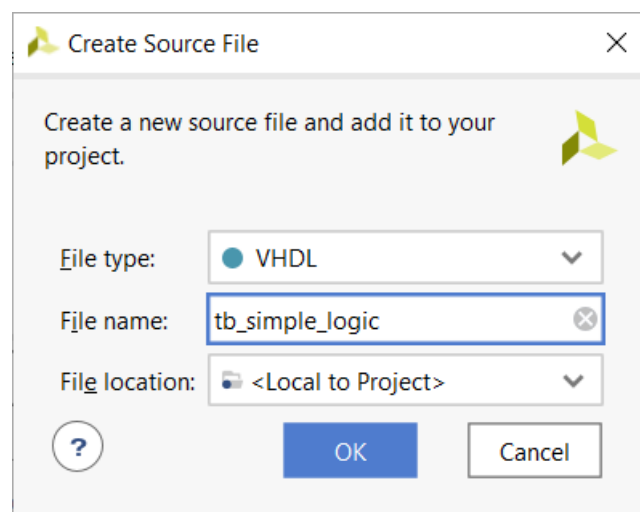 Create Source File
Create a new source file and add it to your
project.
File type: VHDL
File name: tb_simple_logic
File location: <Local to Project>
? OK Cancel